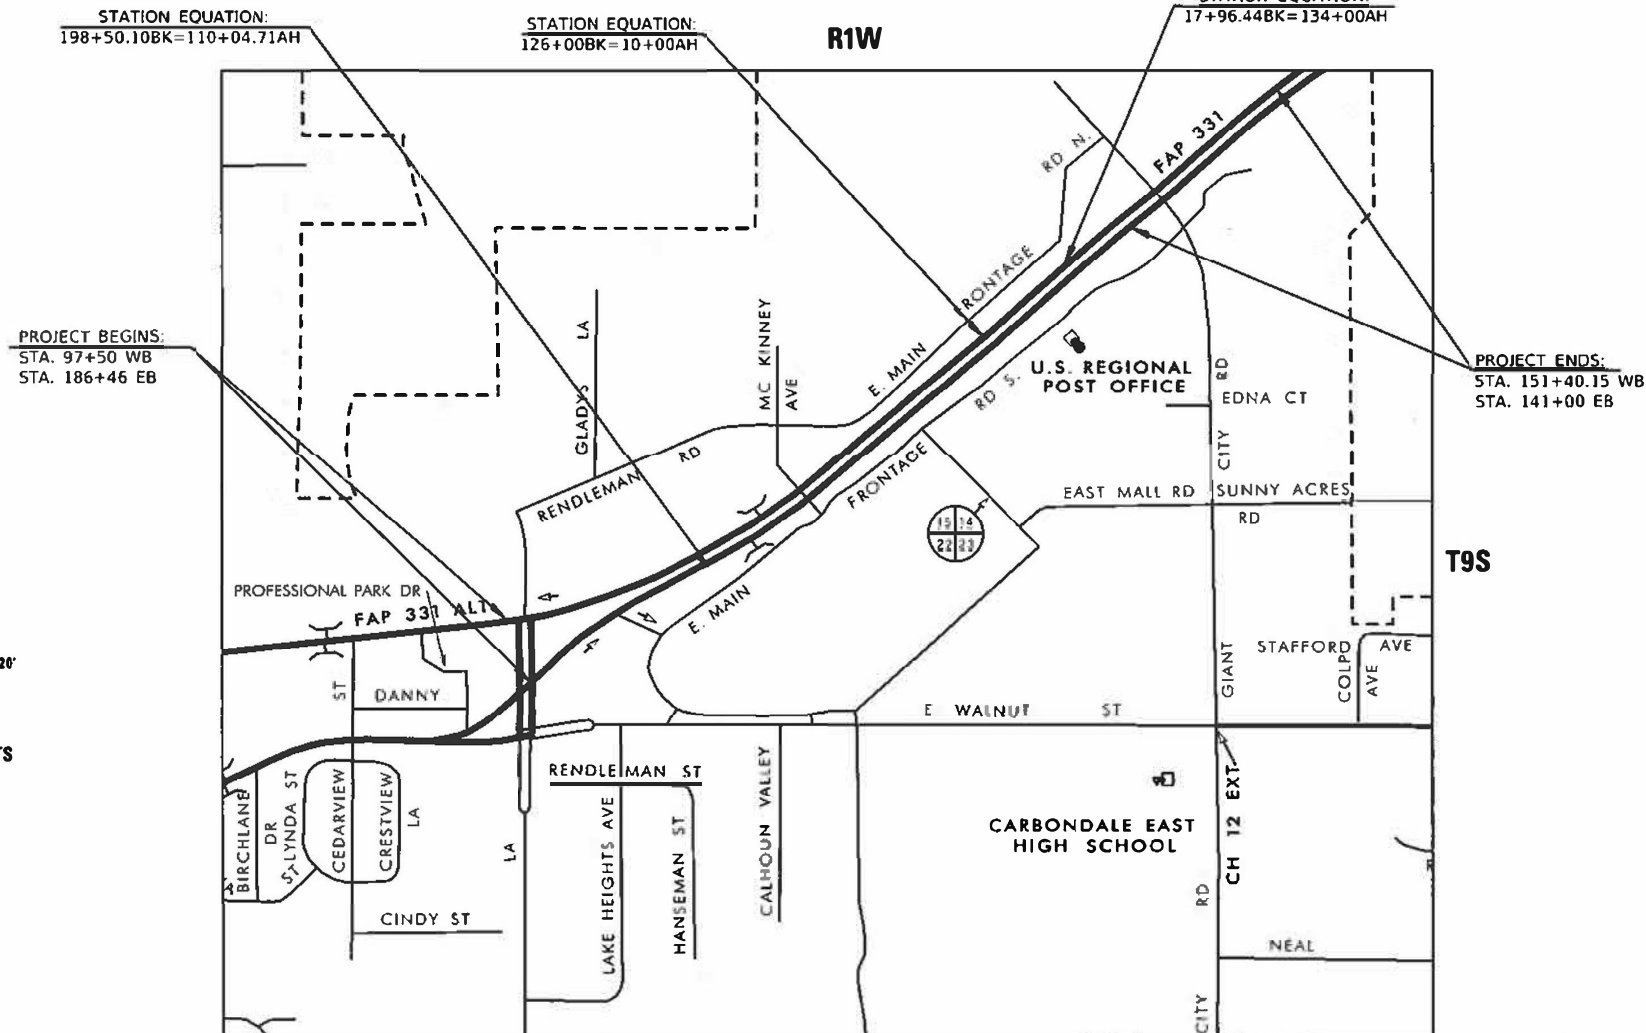 STATION EQUATION:
198+50.10BK=110+04.71AH
STATION EQUATION:
126+00BK=10+00AH
17+96.44BK=134+00AH
R1W
FAP 331
RD N.
FRONTAGE
E. MAIN
PROJECT BEGINS:
STA. 97+50 WB
STA. 186+46 EB
GLADYS LA
MC KINNEY
AVE
U.S. REGIONAL
POST OFFICE
RD S.
RD
EDNA CT
PROJECT ENDS:
STA. 151+40.15 WB
STA. 141+00 EB
RENDLEMAN RD
FRONTAGE
CITY
EAST MALL RD
SUNNY ACRES
RD
15 14
22 23
T9S
PROFESSIONAL PARK DR
FAP 331 ALT
E. MAIN
20'
ST
DANNY
GIANT
STAFFORD AVE
COLP
AVE
E WALNUT ST
TS
RENDLEMAN ST
BIRCHLANE
DR
ST LYNDA ST
CEDARVIEW
CRESTVIEW
LA
LA
LAKE HEIGHTS AVE
HANSEMAN ST
CALHOUN VALLEY
CARBONDALE EAST
HIGH SCHOOL
CH 12 EXT
CINDY ST
RD
NEAL
CITY